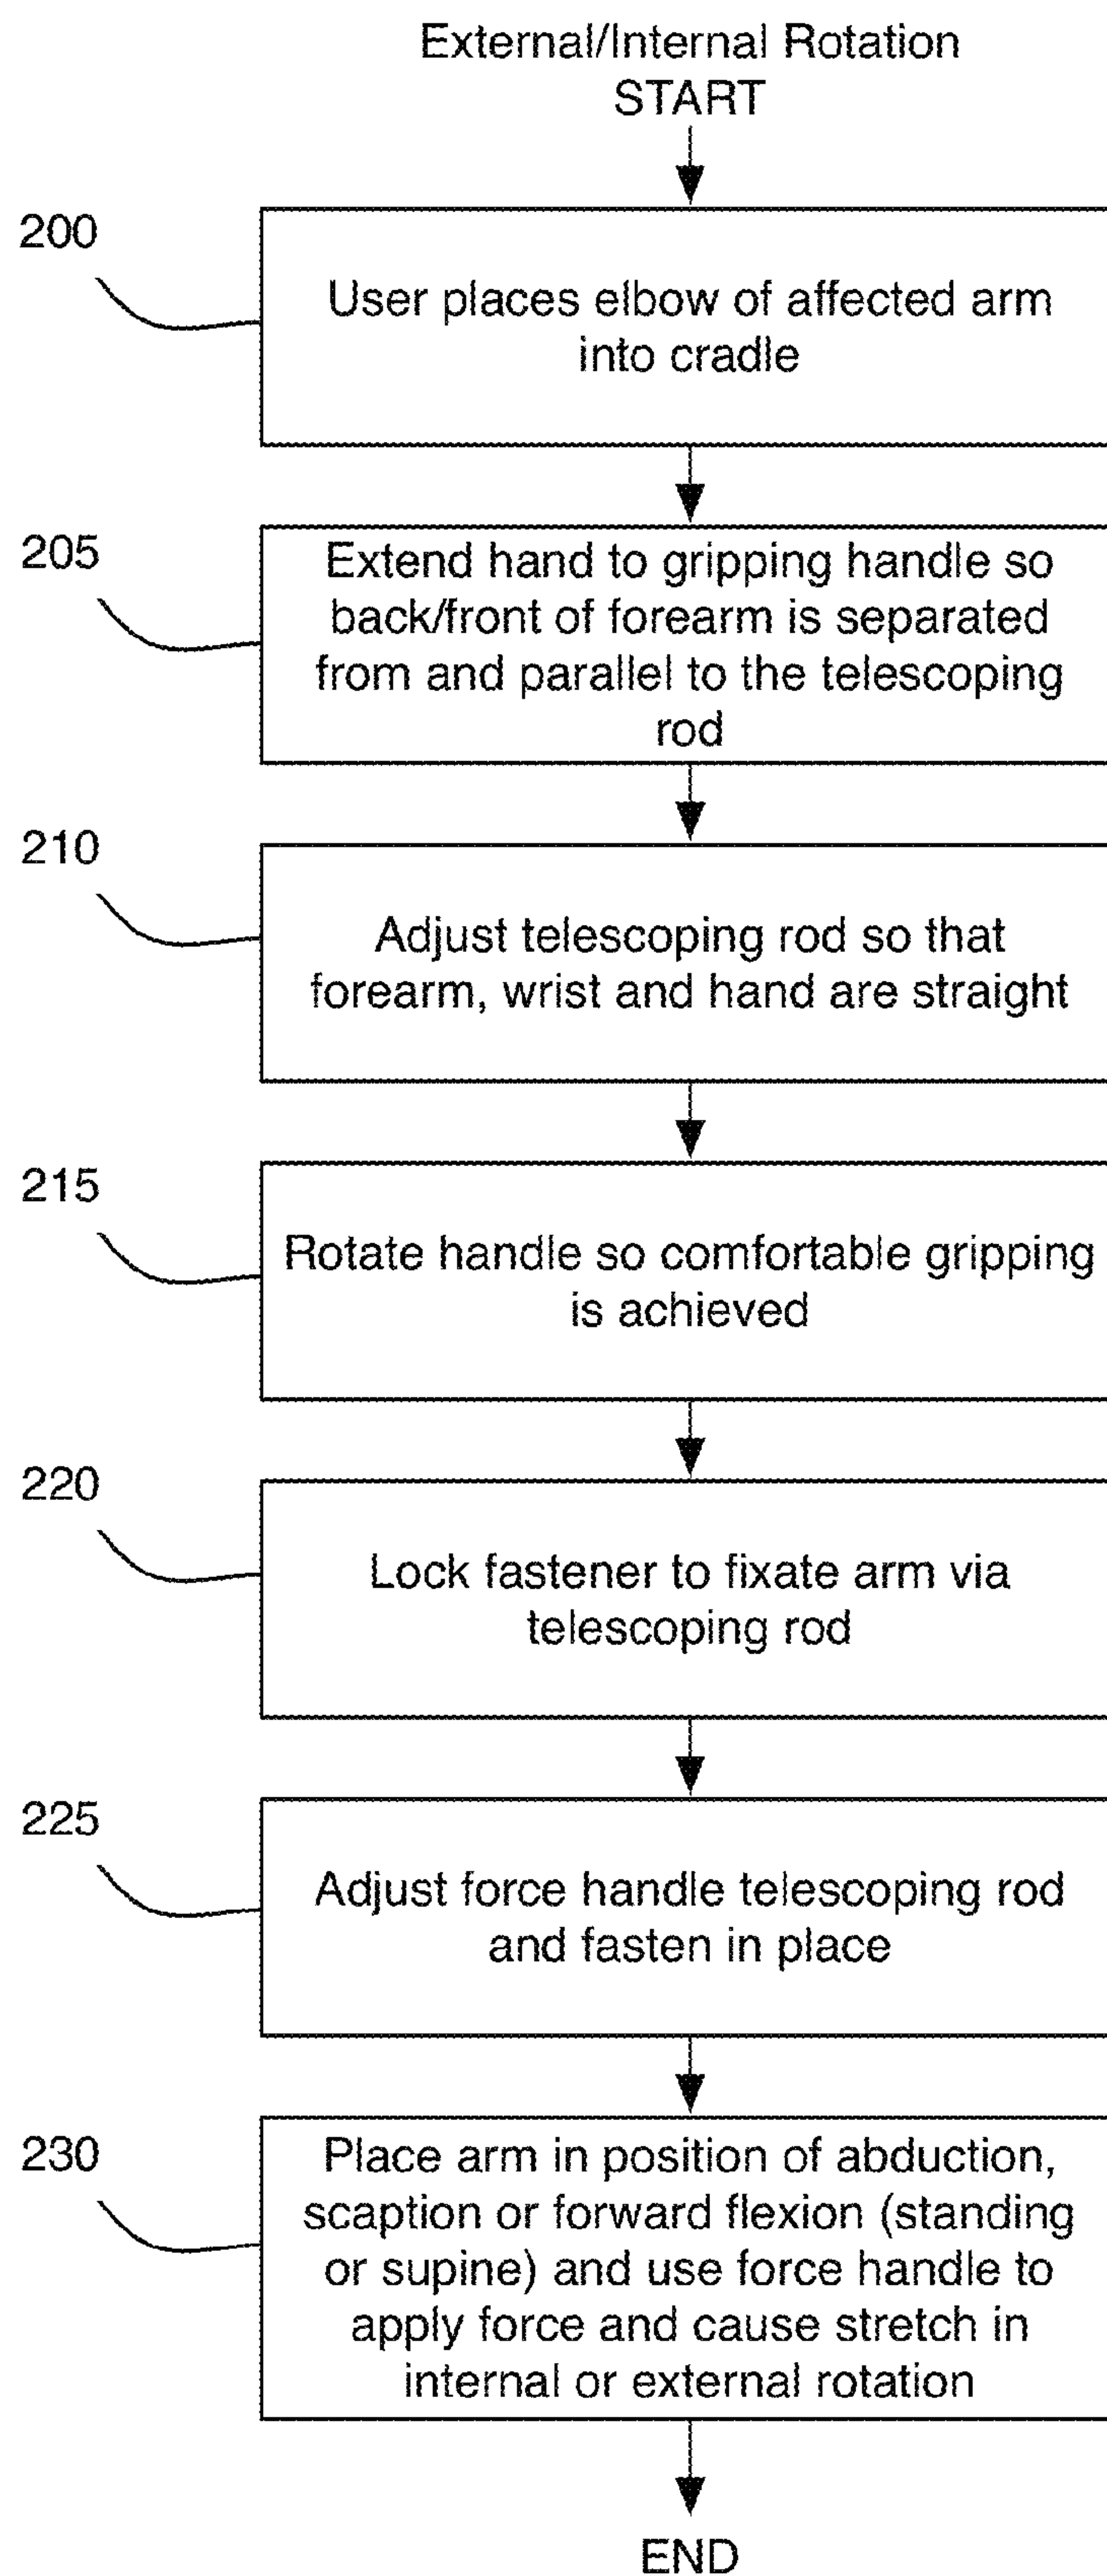 External/Internal Rotation
START
200
User places elbow of affected arm
into cradle
205
Extend hand to gripping handle so
back/front of forearm is separated
from and parallel to the telescoping
rod
210
Adjust telescoping rod so that
forearm, wrist and hand are straight
215
Rotate handle so comfortable gripping
is achieved
220
Lock fastener to fixate arm via
telescoping rod
225
Adjust force handle telescoping rod
and fasten in place
230
Place arm in position of abduction,
scaption or forward flexion (standing
or supine) and use force handle to
apply force and cause stretch in
internal or external rotation
END